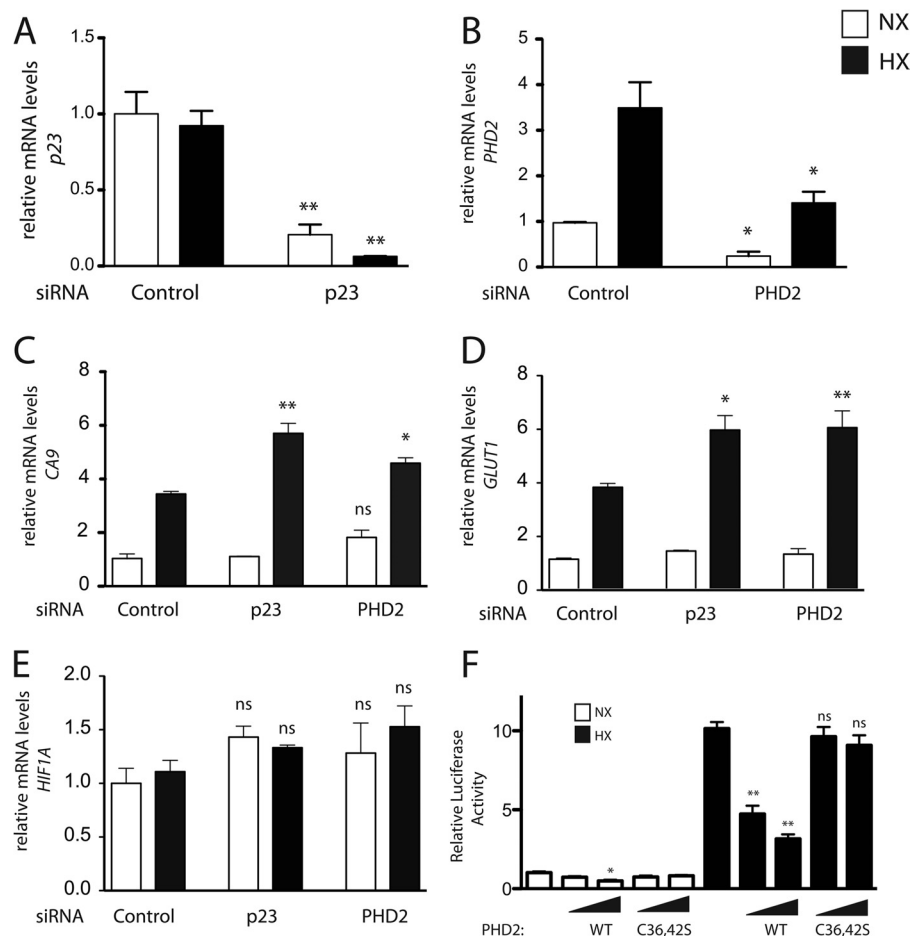 A
relative mRNA levels
p23
1.5
1.0
0.5
0.0
**
**
siRNA Control p23
B
relative mRNA levels
PHD2
5
4
3
2
1
0
*
*
siRNA Control PHD2
NX
HX
C
relative mRNA levels
CA9
8
6
4
2
0
**
ns
*
siRNA Control p23 PHD2
D
relative mRNA levels
GLUT1
8
6
4
2
0
*
**
siRNA Control p23 PHD2
E
relative mRNA levels
HIF1A
2.0
1.5
1.0
0.5
0.0
ns
ns
ns
ns
siRNA Control p23 PHD2
F
Relative Luciferase
Activity
10
5
0
NX
HX
*
**
**
ns
ns
PHD2: WT C36,42S WT C36,42S